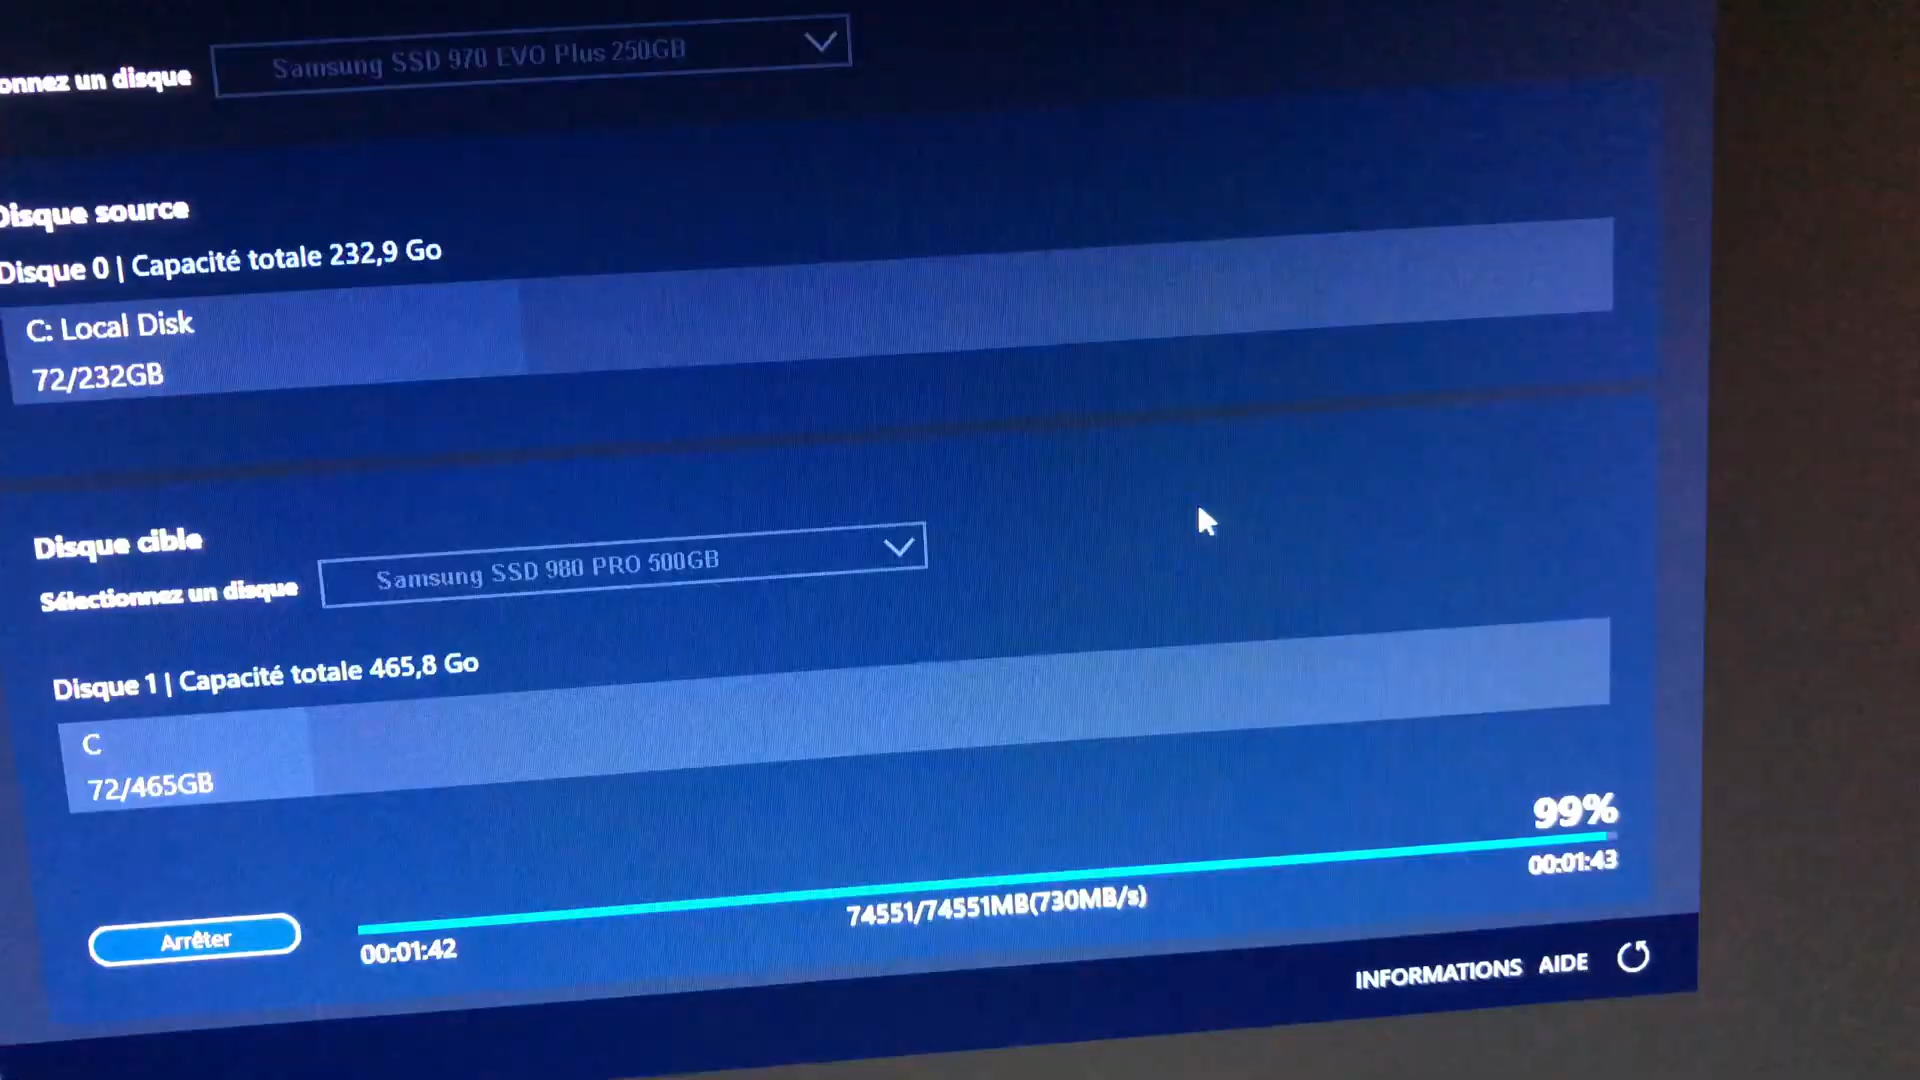 onnez un disque
Samsung SSD 970 EVO Plus 250GB
Disque source
Disque 0 | Capacité totale 232,9 Go
C: Local Disk
72/232GB
Disque cible
Sélectionnez un disque
Samsung SSD 980 PRO 500GB
Disque 1 | Capacité totale 465,8 Go
C
72/465GB
99%
00:01:43
74551/74551MB(730MB/s)
Arrêter
00:01:42
INFORMATIONS AIDE